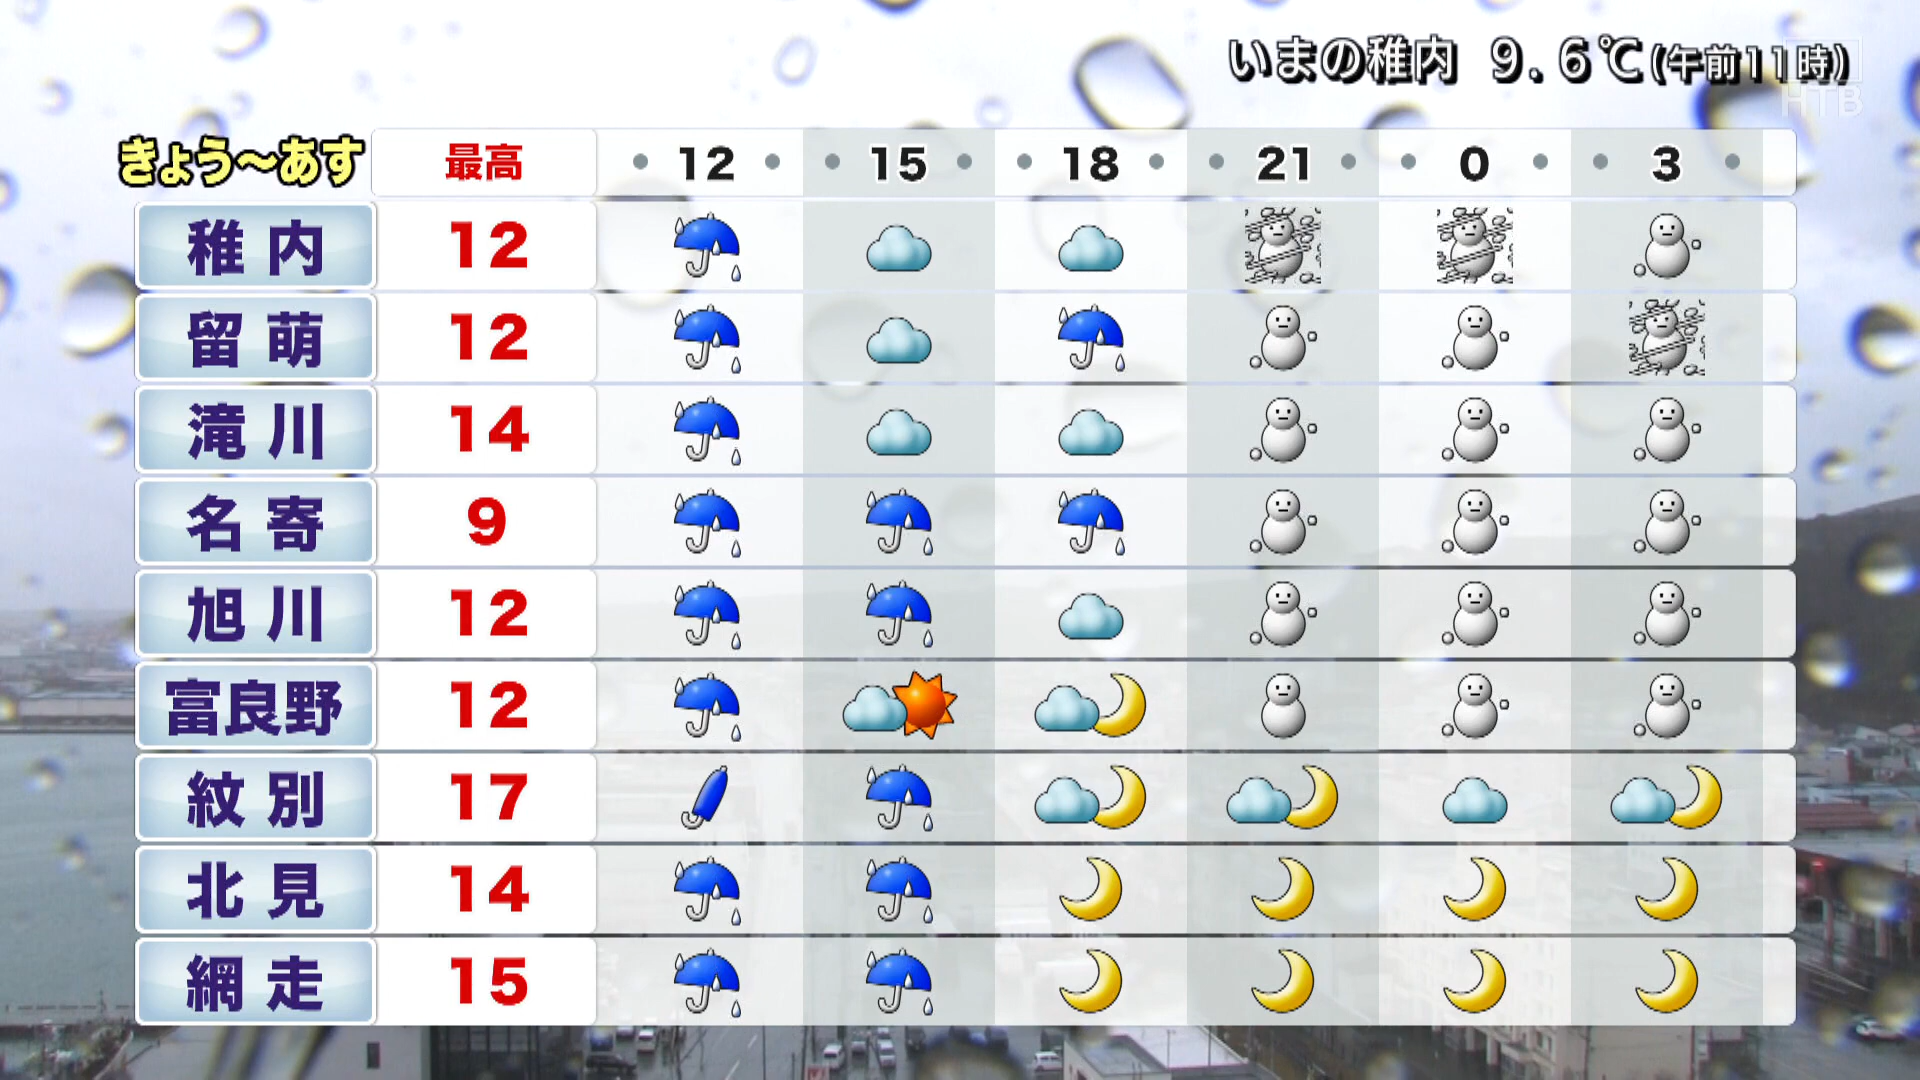 いまの稚内 9.6℃(午前11時)
HTB
きょう〜あす 最高 12 15 18 21 0 3
稚内 12
留萌 12
滝川 14
名寄 9
旭川 12
富良野 12
紋別 17
北見 14
網走 15